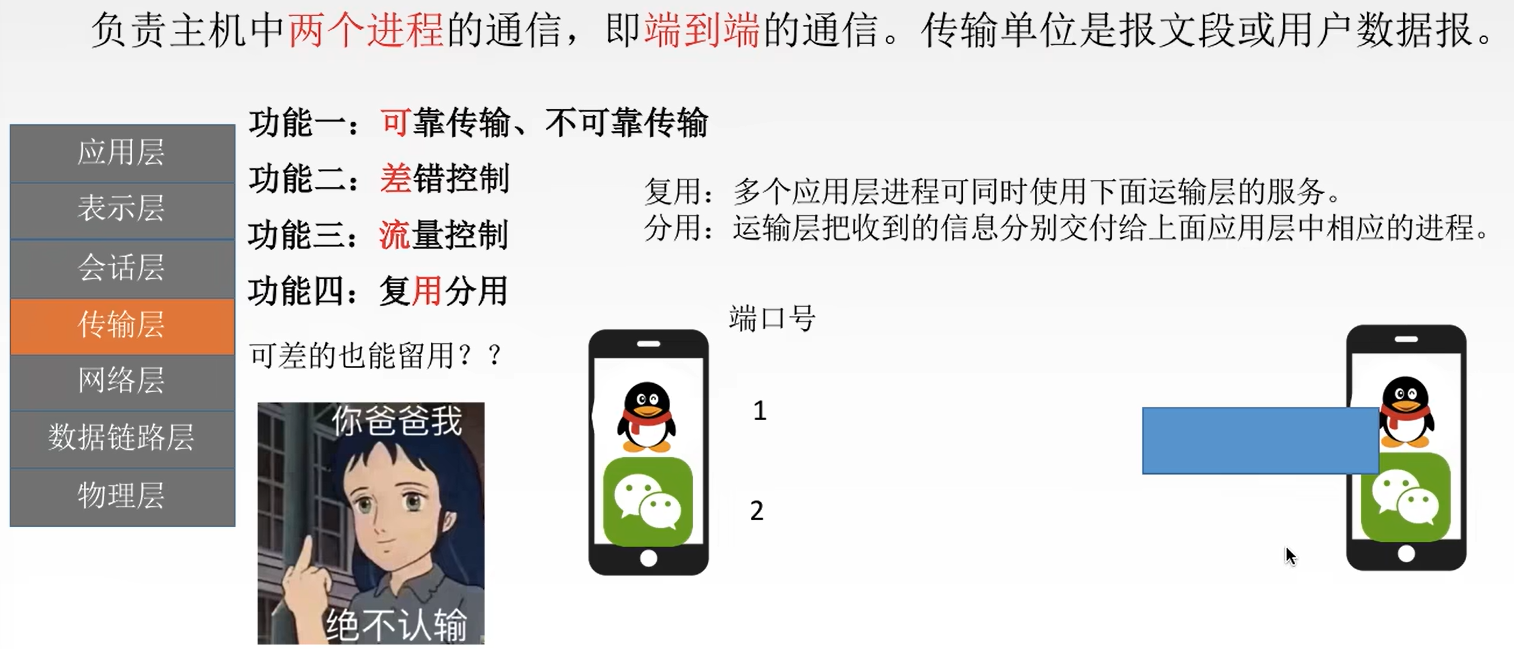 负责主机中两个进程的通信，即端到端的通信。传输单位是报文段或用户数据报。
应用层
表示层
会话层
传输层
网络层
数据链路层
物理层
功能一：可靠传输、不可靠传输
功能二：差错控制
功能三：流量控制
功能四：复用分用
可差的也能留用？？
复用：多个应用层进程可同时使用下面运输层的服务。
分用：运输层把收到的信息分别交付给上面应用层中相应的进程。
你爸爸我
绝不认输
端口号
1
2